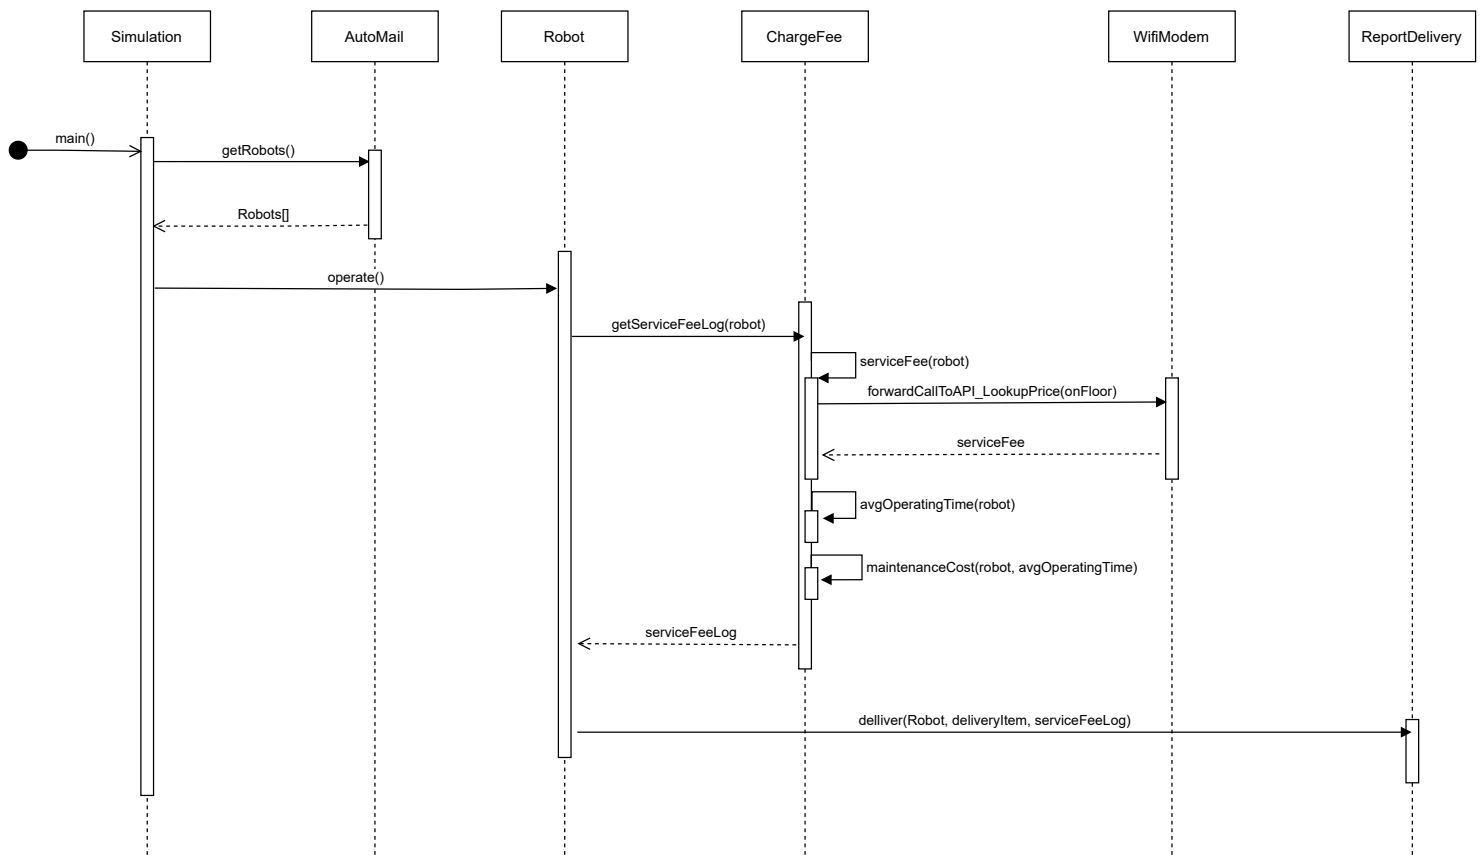 Simulation
AutoMail
Robot
ChargeFee
WifiModem
ReportDelivery
main()
getRobots()
Robots[]
operate()
getServiceFeeLog(robot)
serviceFee(robot)
forwardCallToAPI_LookupPrice(onFloor)
serviceFee
avgOperatingTime(robot)
maintenanceCost(robot, avgOperatingTime)
serviceFeeLog
delliver(Robot, deliveryItem, serviceFeeLog)